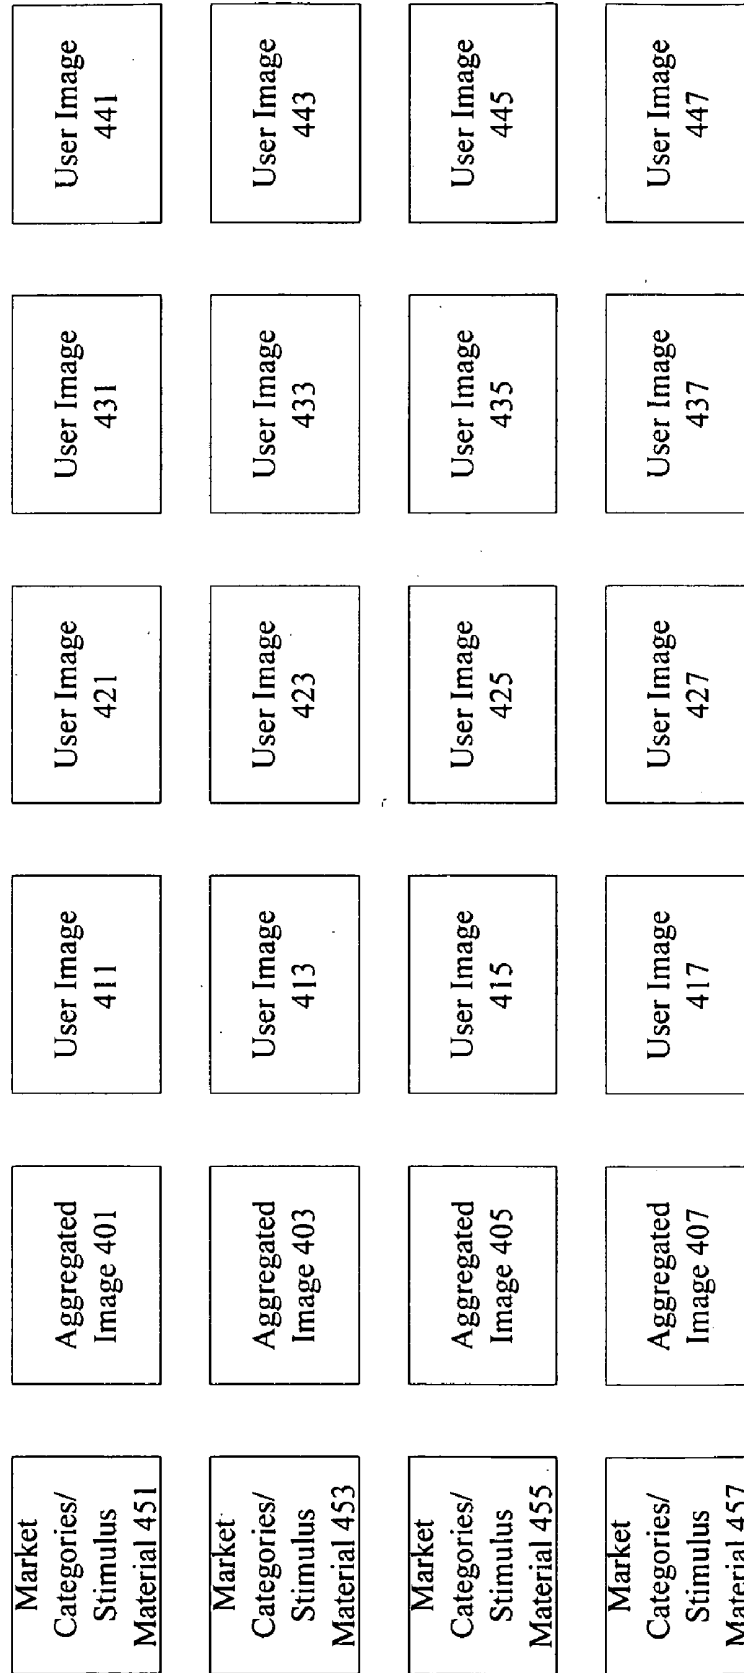 Market
Categories/
Stimulus
Material 451
Aggregated
Image 401
User Image
411
User Image
421
User Image
431
User Image
441
Market
Categories/
Stimulus
Material 453
Aggregated
Image 403
User Image
413
User Image
423
User Image
433
User Image
443
Market
Categories/
Stimulus
Material 455
Aggregated
Image 405
User Image
415
User Image
425
User Image
435
User Image
445
Market
Categories/
Stimulus
Material 457
Aggregated
Image 407
User Image
417
User Image
427
User Image
437
User Image
447